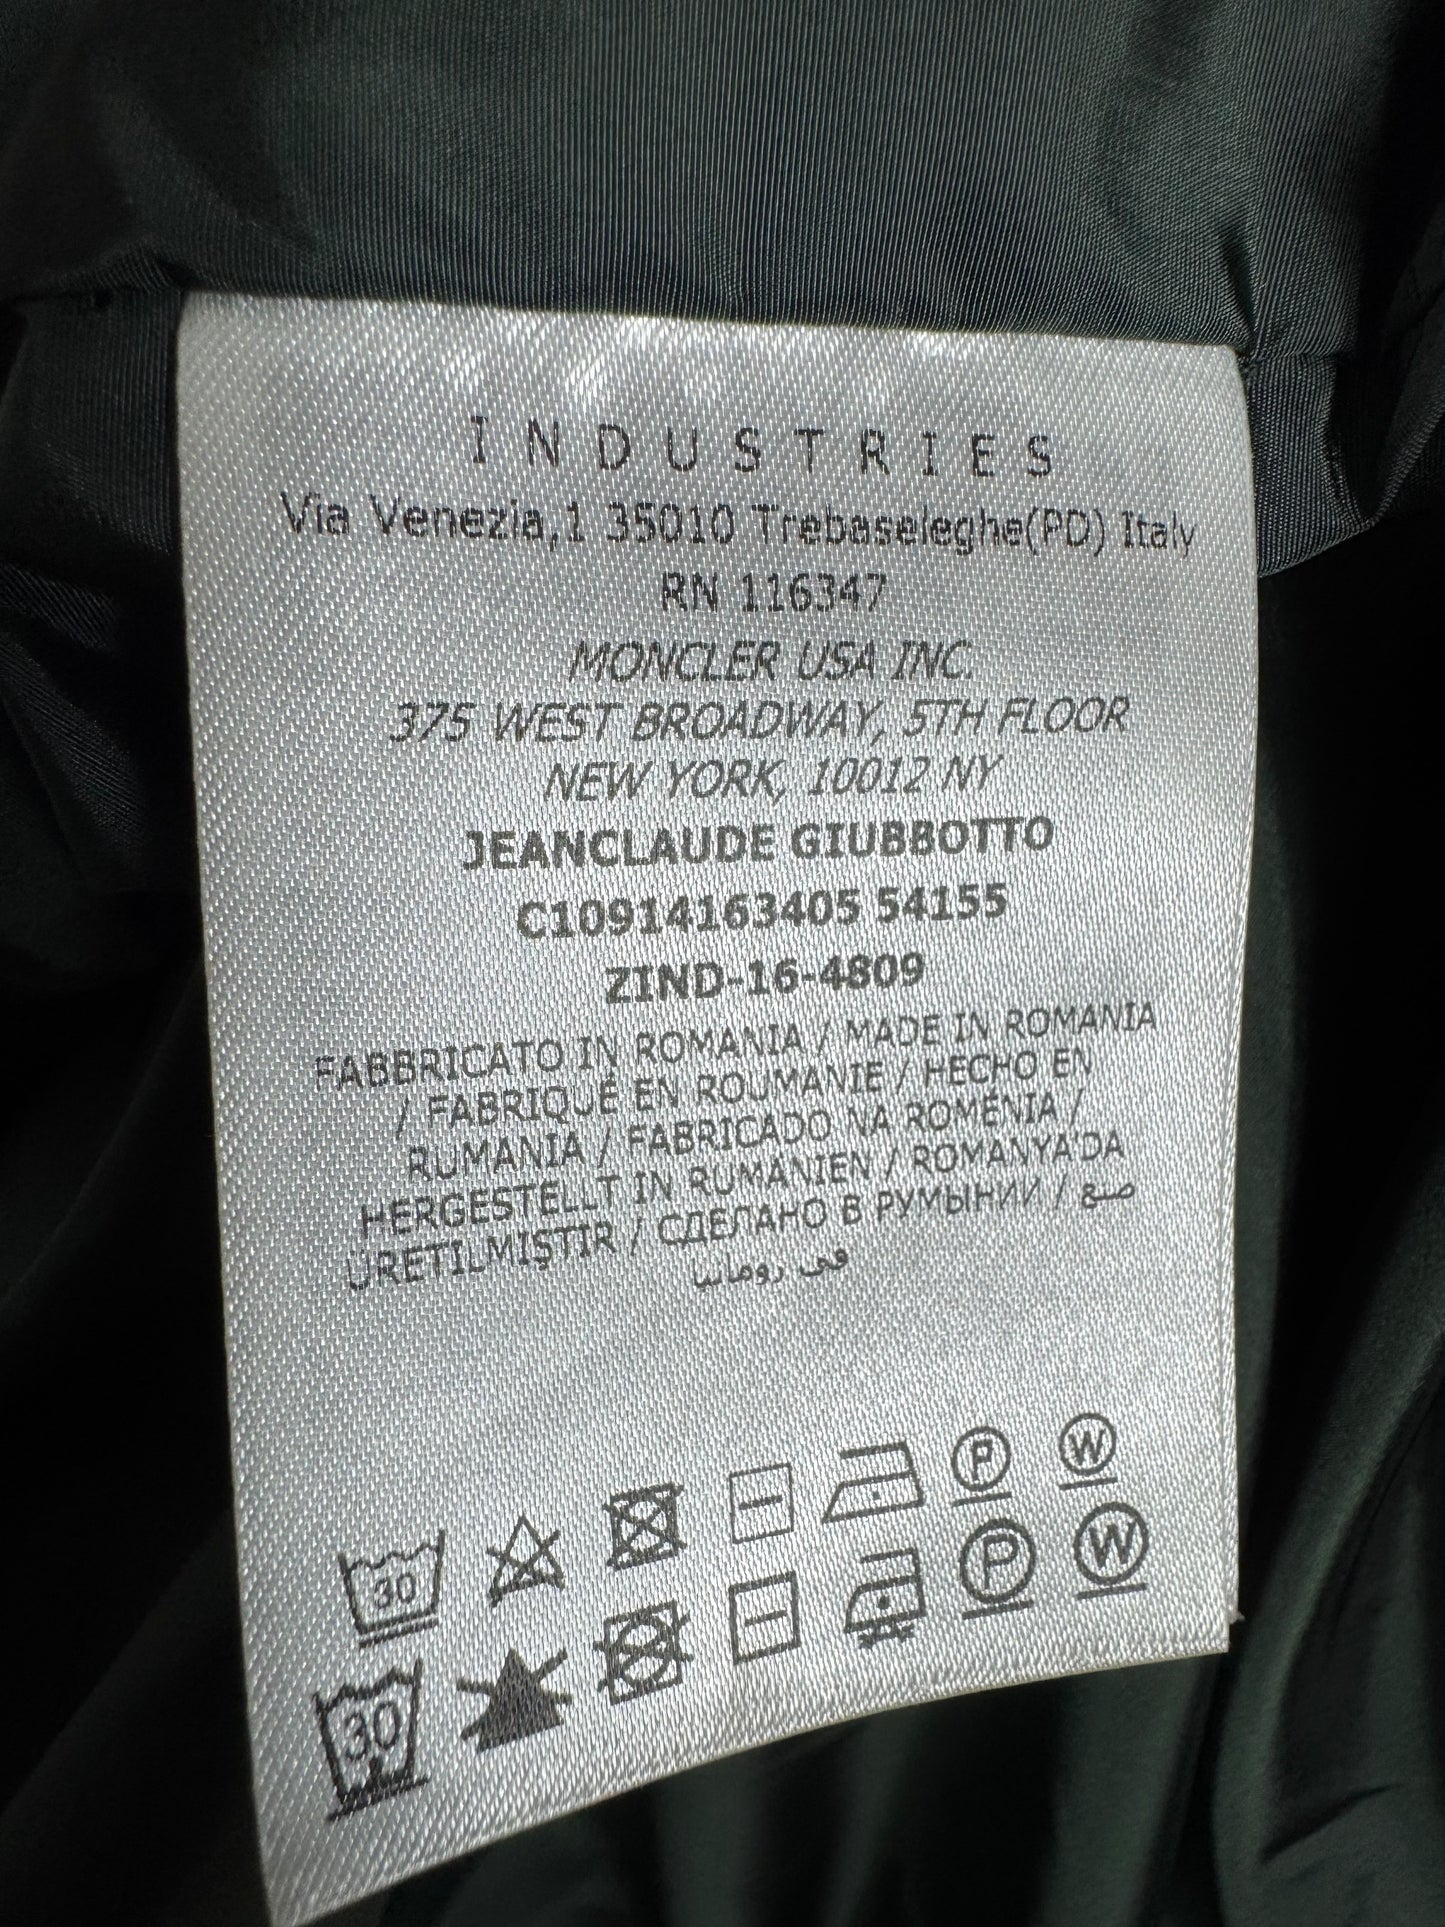 INDUSTRIES
Via Venezia,1 35010 Trebaseleghe(PD) Italy
RN 116347
MONCLER USA INC.
375 WEST BROADWAY, 5TH FLOOR
NEW YORK, 10012 NY
JEANCLAUDE GIUBBOTTO
C10914163405 54155
ZIND-16-4809
FABBRICATO IN ROMANIA / MADE IN ROMANIA
/ FABRIQUÉ EN ROUMANIE / HECHO EN
RUMANIA / FABRICADO NA ROMÉNIA /
HERGESTELLT IN RUMÄNIEN / ROMANYA'DA
ÜRETILMIŞTIR / СДЕЛАНО В РУМЫНИИ / صنع
في رومانيا
30 P W
30 P W